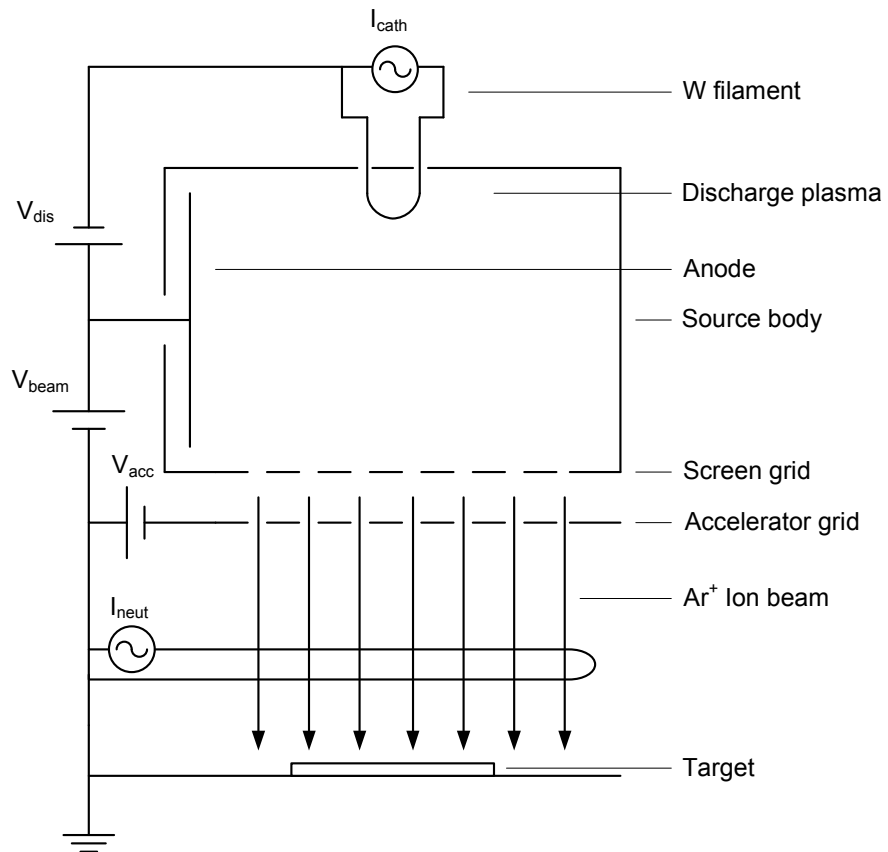 I_cath
W filament
Discharge plasma
V_dis
Anode
Source body
V_beam
V_acc
Screen grid
Accelerator grid
Ar⁺ Ion beam
I_neut
Target